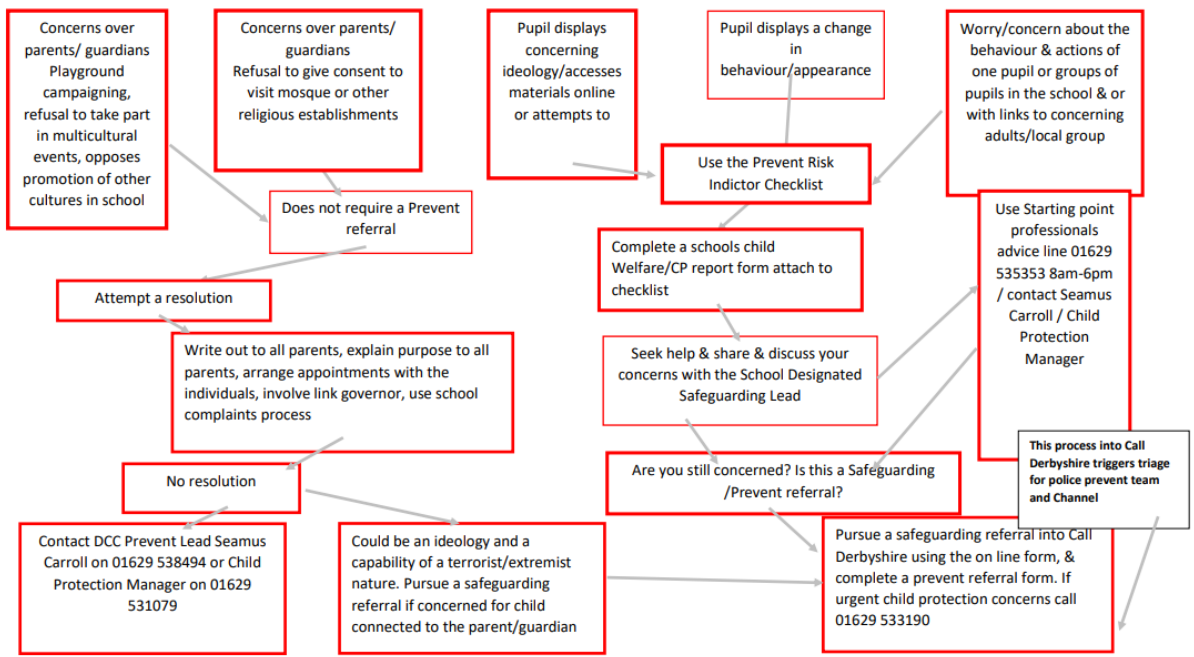 Concerns over
parents/ guardians
Playground
campaigning,
refusal to take part
in multicultural
events, opposes
promotion of other
cultures in school
Concerns over parents/
guardians
Refusal to give consent to
visit mosque or other
religious establishments
Pupil displays
concerning
ideology/accesses
materials online
or attempts to
Pupil displays a change
in
behaviour/appearance
Worry/concern about the
behaviour & actions of
one pupil or groups of
pupils in the school & or
with links to concerning
adults/local group
Use the Prevent Risk
Indictor Checklist
Does not require a Prevent
referral
Use Starting point
professionals
advice line 01629
535353 8am-6pm
/ contact Seamus
Carroll / Child
Protection
Manager
Complete a schools child
Welfare/CP report form attach to
checklist
Attempt a resolution
Write out to all parents, explain purpose to all
parents, arrange appointments with the
individuals, involve link governor, use school
complaints process
Seek help & share & discuss your
concerns with the School Designated
Safeguarding Lead
This process into Call
Derbyshire triggers triage
for police prevent team
and Channel
No resolution
Are you still concerned? Is this a Safeguarding
/Prevent referral?
Contact DCC Prevent Lead Seamus
Carroll on 01629 538494 or Child
Protection Manager on 01629
531079
Could be an ideology and a
capability of a terrorist/extremist
nature. Pursue a safeguarding
referral if concerned for child
connected to the parent/guardian
Pursue a safeguarding referral into Call
Derbyshire using the on line form, &
complete a prevent referral form. If
urgent child protection concerns call
01629 533190